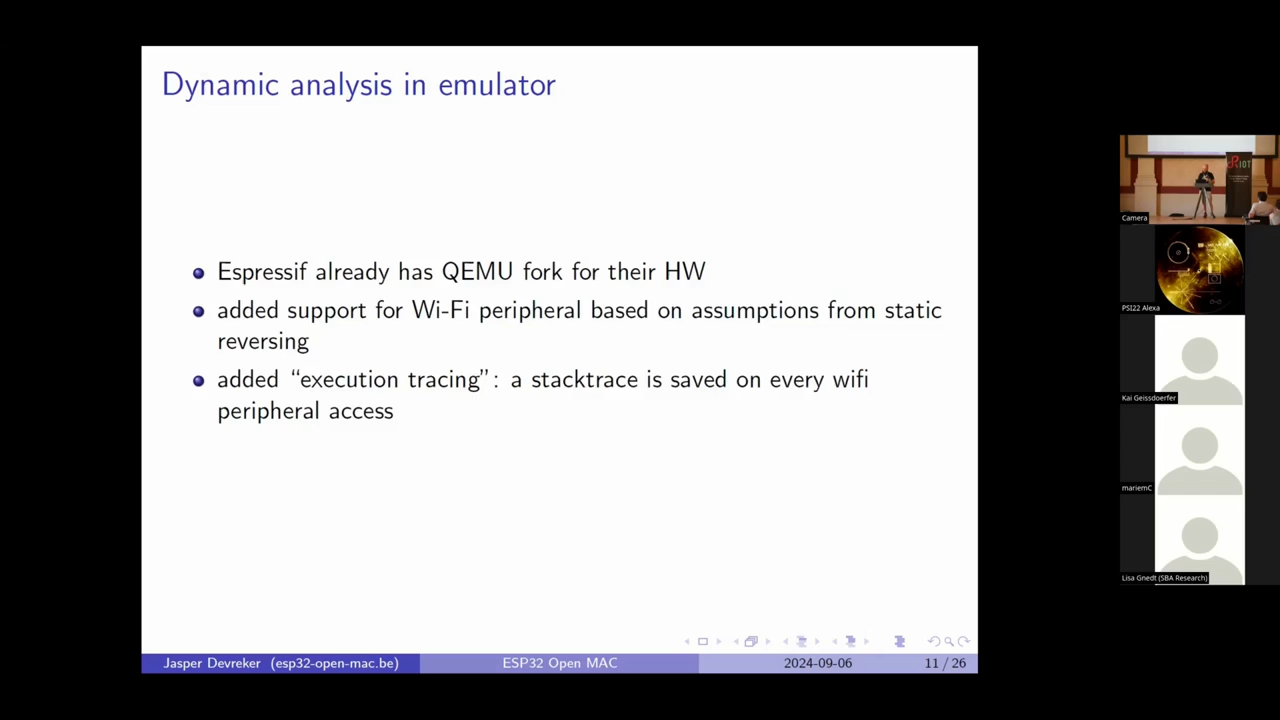 Dynamic analysis in emulator
Espressif already has QEMU fork for their HW
added support for Wi-Fi peripheral based on assumptions from static
reversing
added “execution tracing”: a stacktrace is saved on every wifi
peripheral access
Jasper Devreker (esp32-open-mac.be)
ESP32 Open MAC
2024-09-06
11 / 26
RIOT
Camera
PSI22 Alexa
Kai Geissdoerfer
mariemC
Lisa Gnedt (SBA Research)